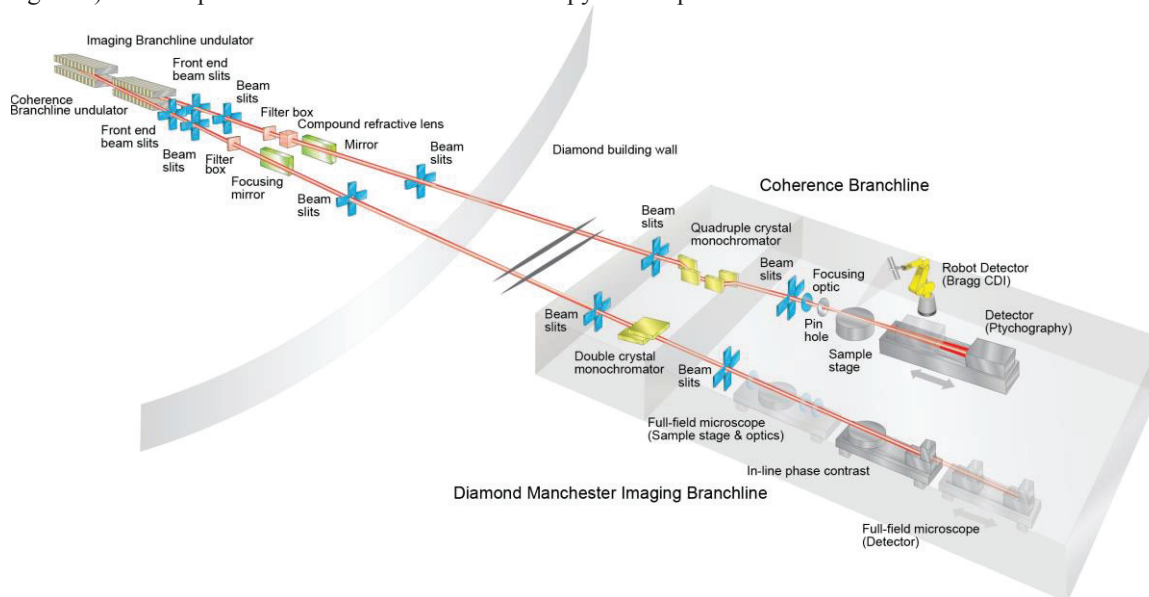 Imaging Branchline undulator
Front end
beam slits
Beam
slits
Filter box
Compound refractive lens
Mirror
Coherence
Branchline undulator
Front end
beam slits
Beam
slits
Filter
box
Focusing
mirror
Beam
slits
Beam
slits
Diamond building wall
Coherence Branchline
Beam
slits
Quadruple crystal
monochromator
Beam
slits
Focusing
optic
Pin
hole
Robot Detector
(Bragg CDI)
Detector
(Ptychography)
Sample
stage
Beam
slits
Double crystal
monochromator
Beam
slits
Full-field microscope
(Sample stage & optics)
In-line phase contrast
Diamond Manchester Imaging Branchline
Full-field microscope
(Detector)